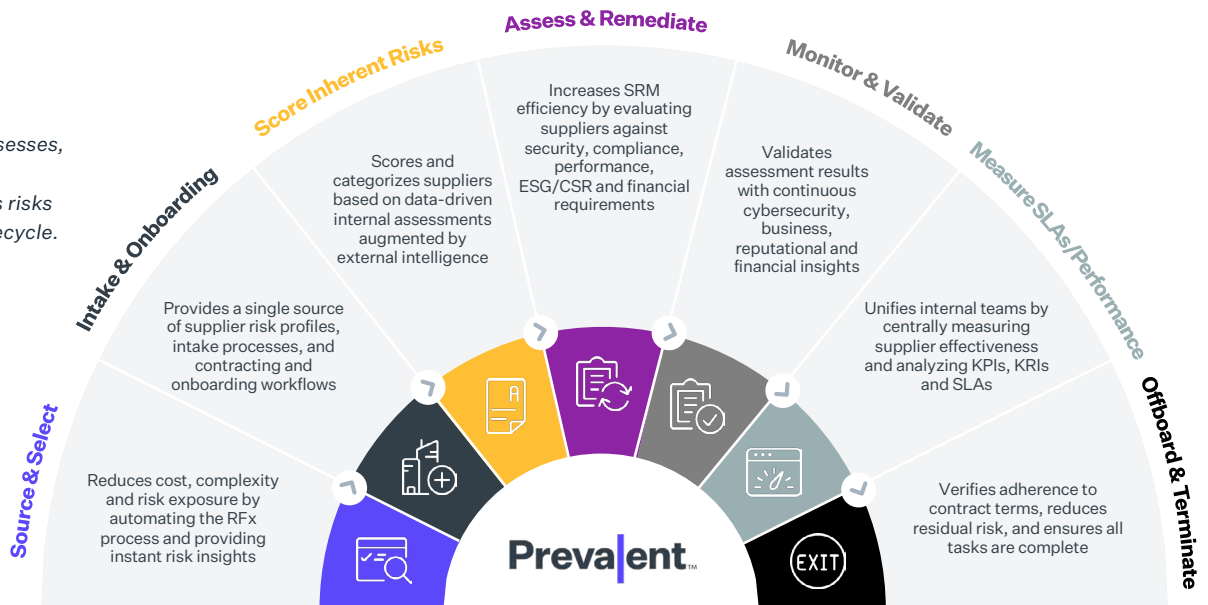 sesses,
s risks
ecycle.
Source & Select
Reduces cost, complexity
and risk exposure by
automating the RFx
process and providing
instant risk insights
Intake & Onboarding
Provides a single source
of supplier risk profiles,
intake processes, and
contracting and
onboarding workflows
Score Inherent Risks
Scores and
categorizes suppliers
based on data-driven
internal assessments
augmented by
external intelligence
Assess & Remediate
Increases SRM
efficiency by evaluating
suppliers against
security, compliance,
performance,
ESG/CSR and financial
requirements
Monitor & Validate
Validates
assessment results
with continuous
cybersecurity,
business,
reputational and
financial insights
Measure SLAs/Performance
Unifies internal teams by
centrally measuring
supplier effectiveness
and analyzing KPIs, KRIs
and SLAs
Offboard & Terminate
Verifies adherence to
contract terms, reduces
residual risk, and ensures all
tasks are complete
A
EXIT
Prevalent™